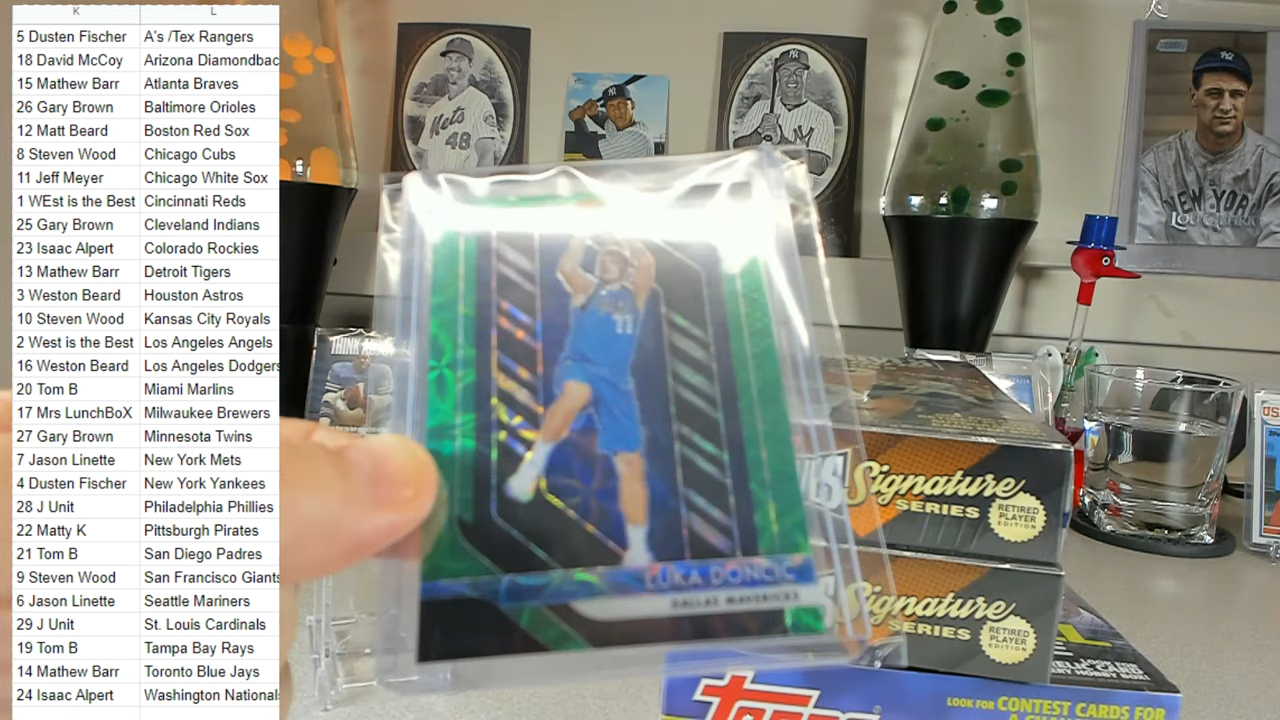 K L
5 Dusten Fischer A's /Tex Rangers
18 David McCoy Arizona Diamondbac
15 Mathew Barr Atlanta Braves
26 Gary Brown Baltimore Orioles
12 Matt Beard Boston Red Sox
8 Steven Wood Chicago Cubs
11 Jeff Meyer Chicago White Sox
1 WEst is the Best Cincinnati Reds
25 Gary Brown Cleveland Indians
23 Isaac Alpert Colorado Rockies
13 Mathew Barr Detroit Tigers
3 Weston Beard Houston Astros
10 Steven Wood Kansas City Royals
2 West is the Best Los Angeles Angels
16 Weston Beard Los Angeles Dodgers
20 Tom B Miami Marlins
17 Mrs LunchBoX Milwaukee Brewers
27 Gary Brown Minnesota Twins
7 Jason Linette New York Mets
4 Dusten Fischer New York Yankees
28 J Unit Philadelphia Phillies
22 Matty K Pittsburgh Pirates
21 Tom B San Diego Padres
9 Steven Wood San Francisco Giants
6 Jason Linette Seattle Mariners
29 J Unit St. Louis Cardinals
19 Tom B Tampa Bay Rays
14 Mathew Barr Toronto Blue Jays
24 Isaac Alpert Washington National
Mets
48
NEW YORK
LOU GEHRIG
THINK
11
LUKA DONCIC
DALLAS MAVERICKS
Signature
SERIES
RETIRED
PLAYER
EDITION
Signature
SERIES
RETIRED
PLAYER
EDITION
Topps
LOOK FOR CONTEST CARDS FOR